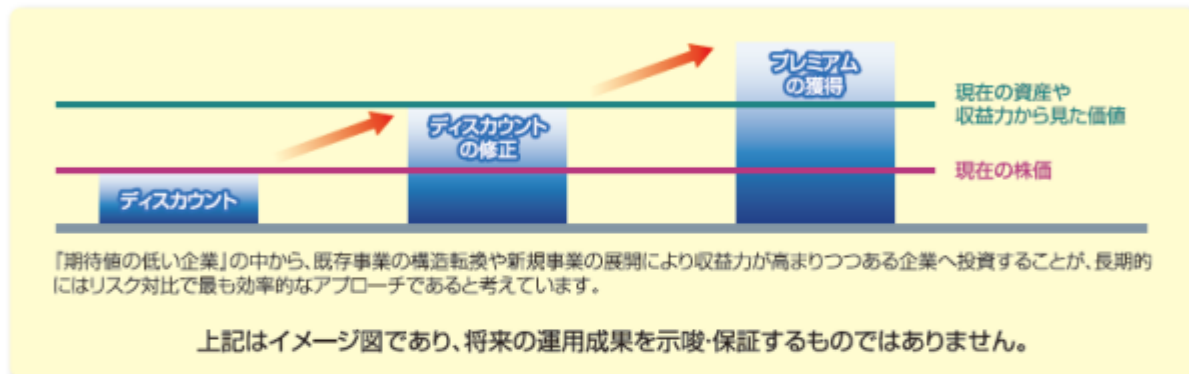 プレミアム
の獲得
現在の資産や
収益力から見た価値
ディスカウント
の修正
現在の株価
ディスカウント
『期待値の低い企業』の中から、既存事業の構造転換や新規事業の展開により収益力が高まりつつある企業へ投資することが、長期的
にはリスク対比で最も効率的なアプローチであると考えています。
上記はイメージ図であり、将来の運用成果を示唆・保証するものではありません。